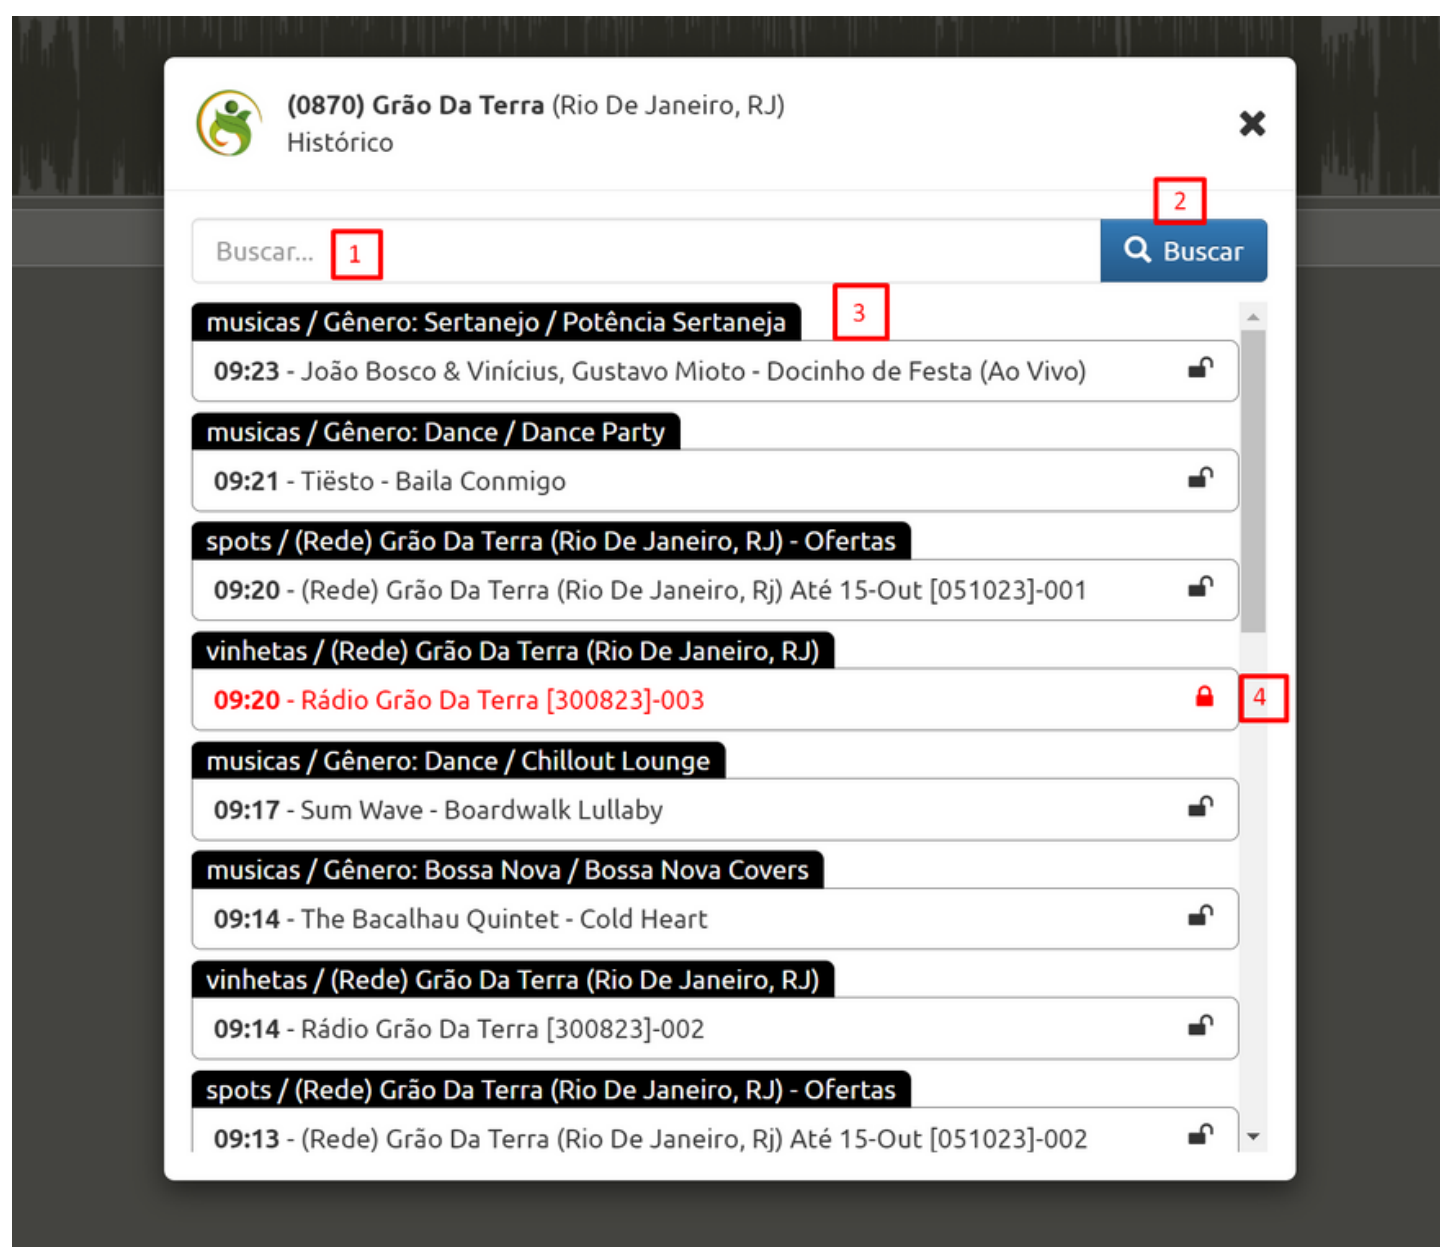 (0870) Grão Da Terra (Rio De Janeiro, RJ)
Histórico
2
Buscar... 1
Buscar
musicas / Gênero: Sertanejo / Potência Sertaneja 3
09:23 - João Bosco & Vinícius, Gustavo Mioto - Docinho de Festa (Ao Vivo)
musicas / Gênero: Dance / Dance Party
09:21 - Tiësto - Baila Conmigo
spots / (Rede) Grão Da Terra (Rio De Janeiro, RJ) - Ofertas
09:20 - (Rede) Grão Da Terra (Rio De Janeiro, Rj) Até 15-Out [051023]-001
vinhetas / (Rede) Grão Da Terra (Rio De Janeiro, RJ)
09:20 - Rádio Grão Da Terra [300823]-003 4
musicas / Gênero: Dance / Chillout Lounge
09:17 - Sum Wave - Boardwalk Lullaby
musicas / Gênero: Bossa Nova / Bossa Nova Covers
09:14 - The Bacalhau Quintet - Cold Heart
vinhetas / (Rede) Grão Da Terra (Rio De Janeiro, RJ)
09:14 - Rádio Grão Da Terra [300823]-002
spots / (Rede) Grão Da Terra (Rio De Janeiro, RJ) - Ofertas
09:13 - (Rede) Grão Da Terra (Rio De Janeiro, Rj) Até 15-Out [051023]-002